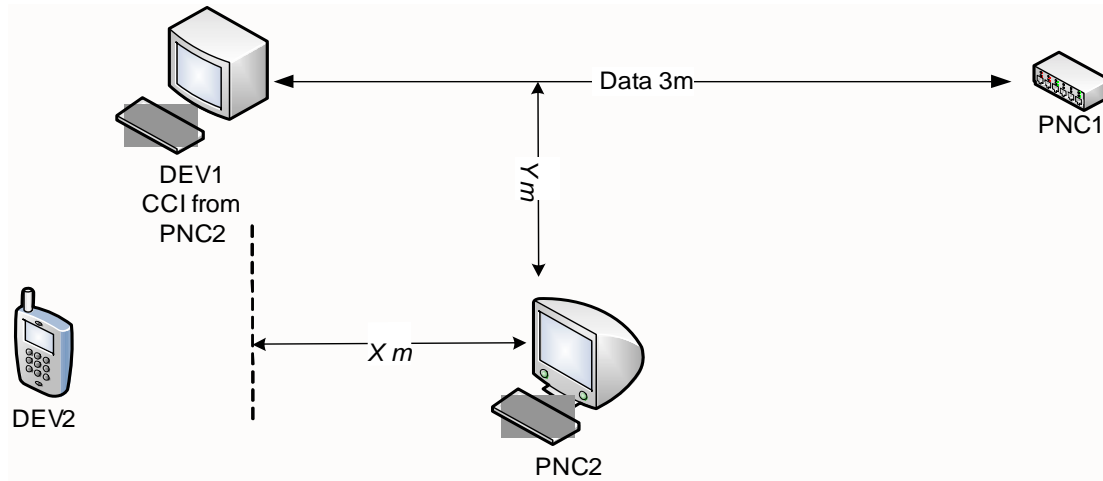 Data 3m
PNC1
DEV1
CCI from
PNC2
Y m
X m
DEV2
PNC2